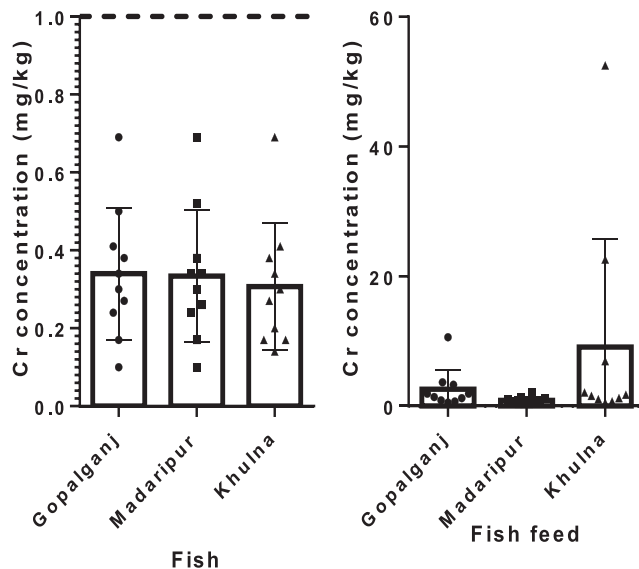 Cr concentration (mg/kg)
1.0
0.8
0.6
0.4
0.2
0.0
Gopalganj
Madaripur
Khulna
Fish
Cr concentration (mg/kg)
60
40
20
0
Gopalganj
Madaripur
Khulna
Fish feed